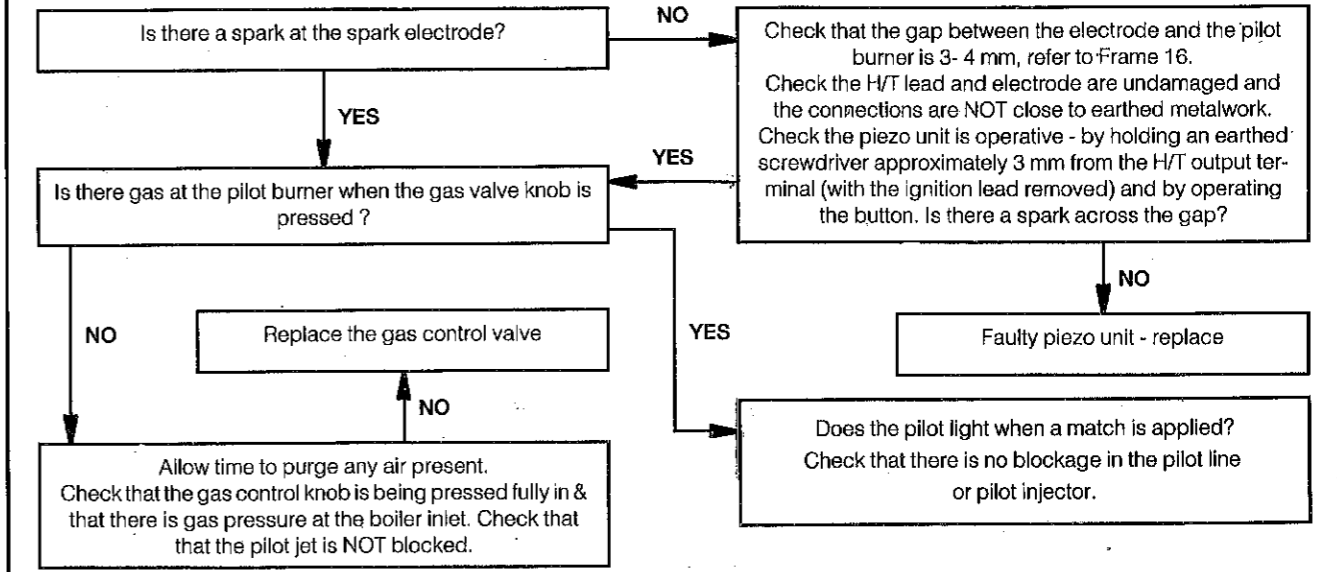 Is there a spark at the spark electrode?
NO
Check that the gap between the electrode and the pilot
burner is 3- 4 mm, refer to Frame 16.
Check the H/T lead and electrode are undamaged and
the connections are NOT close to earthed metalwork.
Check the piezo unit is operative - by holding an earthed
screwdriver approximately 3 mm from the H/T output ter-
minal (with the ignition lead removed) and by operating
the button. Is there a spark across the gap?
YES
YES
Is there gas at the pilot burner when the gas valve knob is
pressed ?
NO
Replace the gas control valve
YES
NO
Faulty piezo unit - replace
NO
Allow time to purge any air present.
Check that the gas control knob is being pressed fully in &
that there is gas pressure at the boiler inlet. Check that
that the pilot jet is NOT blocked.
Does the pilot light when a match is applied?
Check that there is no blockage in the pilot line
or pilot injector.